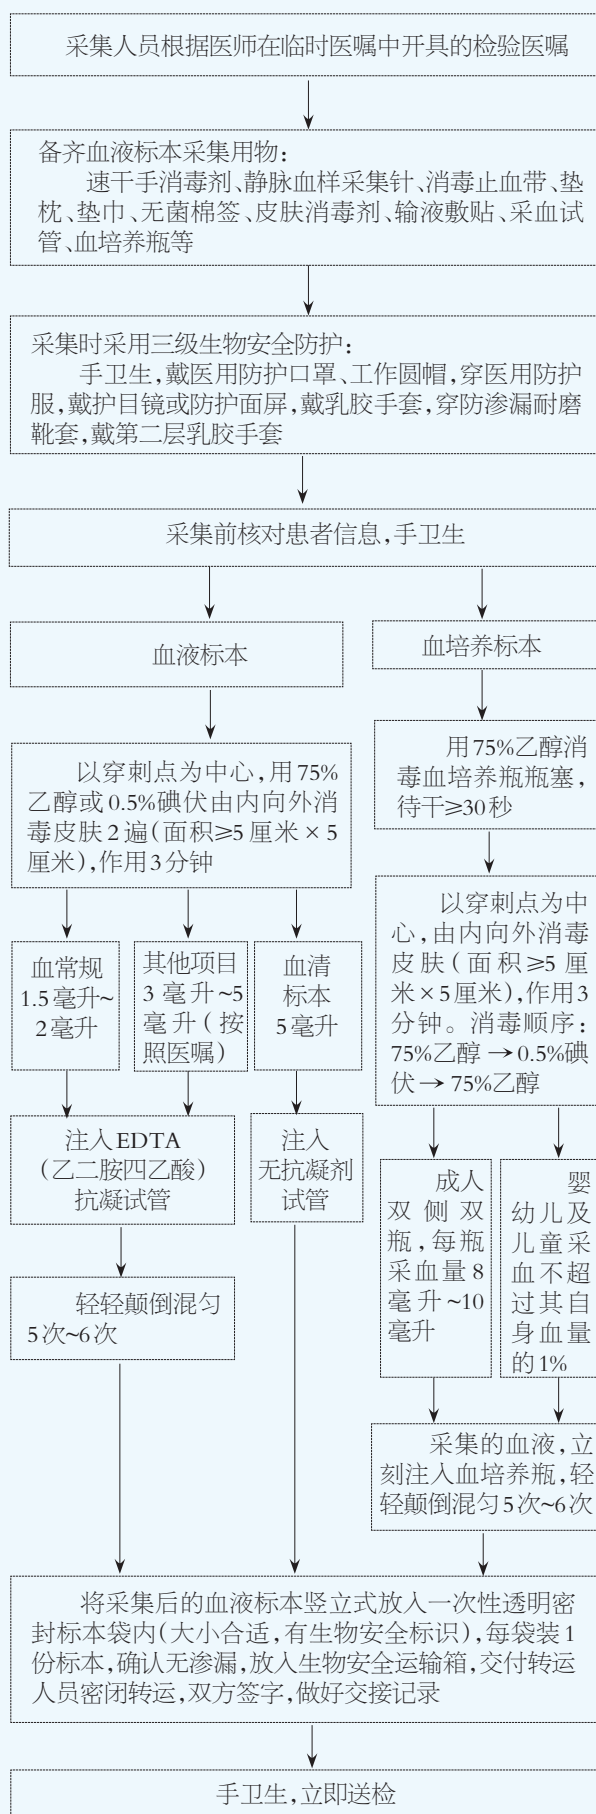 采集人员根据医师在临时医嘱中开具的检验医嘱
备齐血液标本采集用物：
速干手消毒剂、静脉血样采集针、消毒止血带、垫
枕、垫巾、无菌棉签、皮肤消毒剂、输液敷贴、采血试
管、血培养瓶等
采集时采用三级生物安全防护：
手卫生，戴医用防护口罩、工作圆帽，穿医用防护
服，戴护目镜或防护面屏，戴乳胶手套，穿防渗漏耐磨
靴套，戴第二层乳胶手套
采集前核对患者信息，手卫生
血液标本
以穿刺点为中心，用75%
乙醇或0.5%碘伏由内向外消
毒皮肤2遍（面积≥5厘米×5
厘米），作用3分钟
血常规
1.5毫升~
2毫升
其他项目
3毫升~5
毫升（按
照医嘱）
血清
标本
5毫升
注入EDTA
（乙二胺四乙酸）
抗凝试管
注入
无抗凝剂
试管
轻轻颠倒混匀
5次~6次
血培养标本
用75%乙醇消
毒血培养瓶瓶塞，
待干≥30秒
以穿刺点为中
心，由内向外消毒
皮肤（面积≥5厘
米×5厘米），作用3
分钟。消毒顺序：
75%乙醇→0.5%碘
伏→75%乙醇
成人
双侧双
瓶，每瓶
采血量8
毫升~10
毫升
婴
幼儿及
儿童采
血不超
过其自
身血量
的1%
采集的血液，立
刻注入血培养瓶，轻
轻颠倒混匀5次~6次
将采集后的血液标本竖立式放入一次性透明密
封标本袋内（大小合适，有生物安全标识），每袋装1
份标本，确认无渗漏，放入生物安全运输箱，交付转运
人员密闭转运，双方签字，做好交接记录
手卫生，立即送检